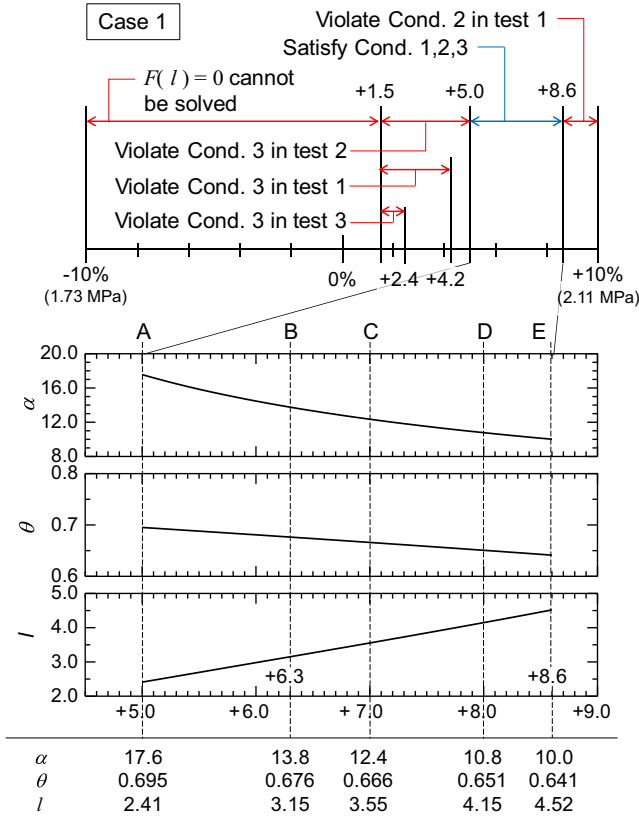 Case 1
Violate Cond. 2 in test 1
Satisfy Cond. 1,2,3
F( l ) = 0 cannot
be solved
+1.5
+5.0
+8.6
Violate Cond. 3 in test 2
Violate Cond. 3 in test 1
Violate Cond. 3 in test 3
-10%
0%
+2.4
+4.2
+10%
(1.73 MPa)
(2.11 MPa)
A B C D E
20.0
16.0
12.0
8.0
α
0.8
0.7
0.6
θ
5.0
4.0
3.0
2.0
l
+6.3
+8.6
+5.0 +6.0 +7.0 +8.0 +9.0
α 17.6 13.8 12.4 10.8 10.0
θ 0.695 0.676 0.666 0.651 0.641
l 2.41 3.15 3.55 4.15 4.52